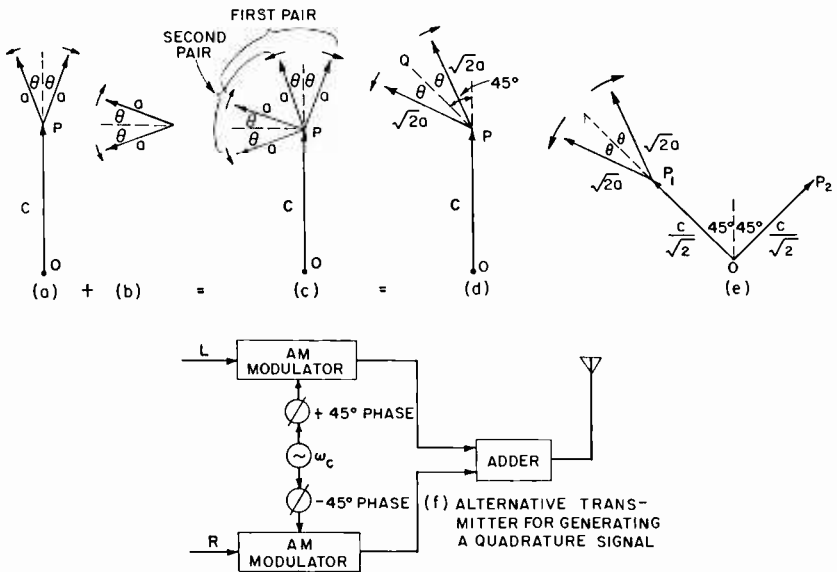 FIRST PAIR
SECOND PAIR
θ θ
a a
P
C
O
(a)
+
a
θ
θ
a
(b)
=
θ θ
a a
a
θ
θ
a
P
C
O
(c)
=
Q
θ
θ
√2a
45°
√2a
P
C
O
(d)
θ
θ
√2a
√2a
P1
P2
45° 45°
C/√2
C/√2
O
(e)
L
AM MODULATOR
+ 45° PHASE
~ ωc
-45° PHASE
R
AM MODULATOR
ADDER
(f) ALTERNATIVE TRANS-
MITTER FOR GENERATING
A QUADRATURE SIGNAL